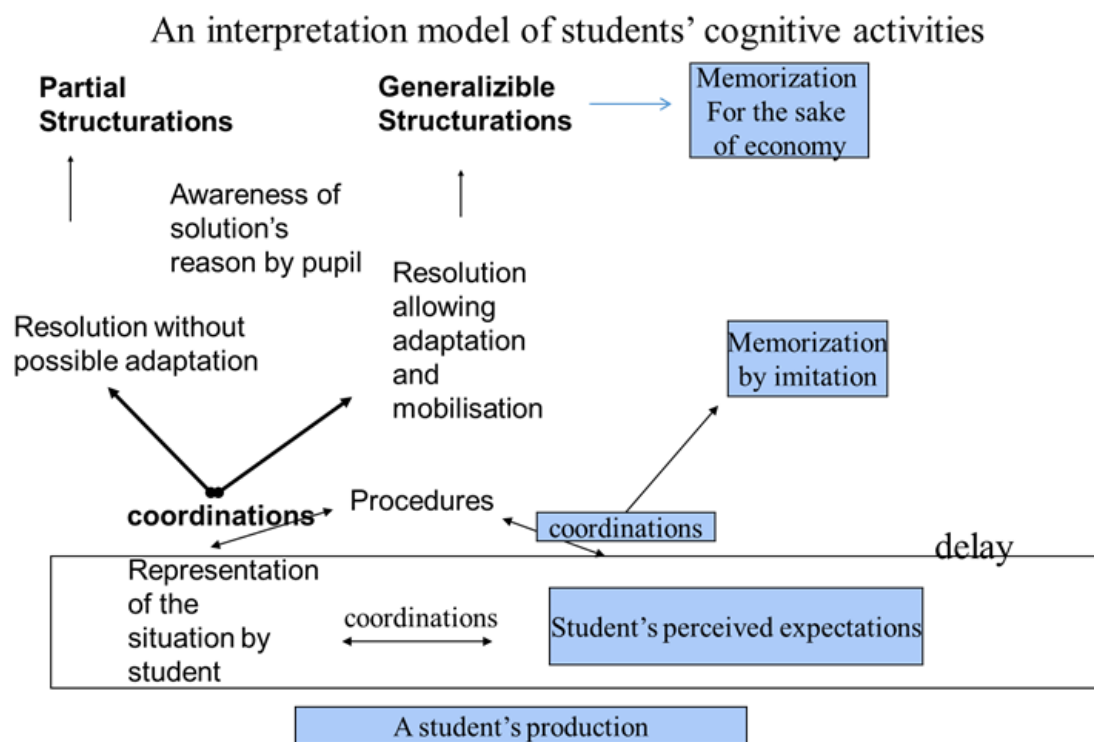 An interpretation model of students’ cognitive activities
Partial
Structurations
Generalizible
Structurations
Memorization
For the sake
of economy
Awareness of
solution’s
reason by pupil
Resolution
allowing
adaptation
and
mobilisation
Resolution without
possible adaptation
Memorization
by imitation
coordinations
Procedures
coordinations
delay
Representation
of the
situation by
student
coordinations
Student’s perceived expectations
A student’s production